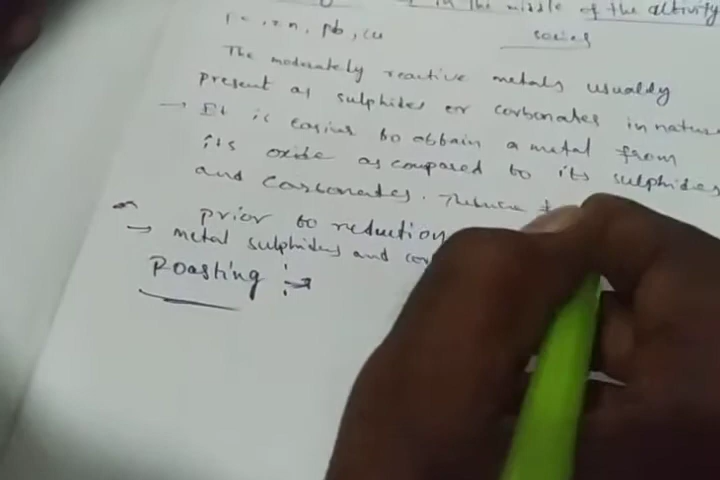 in the middle of the activity
series
Fe, zn, pb, cu
The moderately reactive metals usually
present as sulphides or carbonates in nature
→ It is easier to obtain a metal from
its oxide as compared to its sulphides
and carbonates.
prior to reduction
→ metal sulphides and
Roasting :→